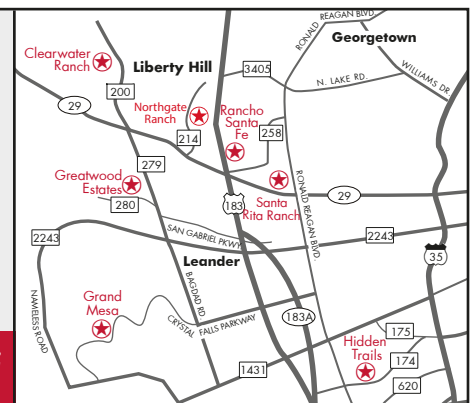 RONALD REAGAN BLVD.
Georgetown
Clearwater
Ranch
Liberty Hill
3405
N. LAKE RD.
WILLIAMS DR.
200
29
Northgate
Ranch
Rancho
Santa
Fe
214
258
279
Greatwood
Estates
280
183
Santa
Rita Ranch
29
RONALD REAGAN BLVD.
2243
SAN GABRIEL PKWY
2243
Leander
35
NAMELESS ROAD
BAGDAD RD.
Grand
Mesa
CRYSTAL FALLS PARKWAY
183A
175
Hidden
Trails
174
1431
620